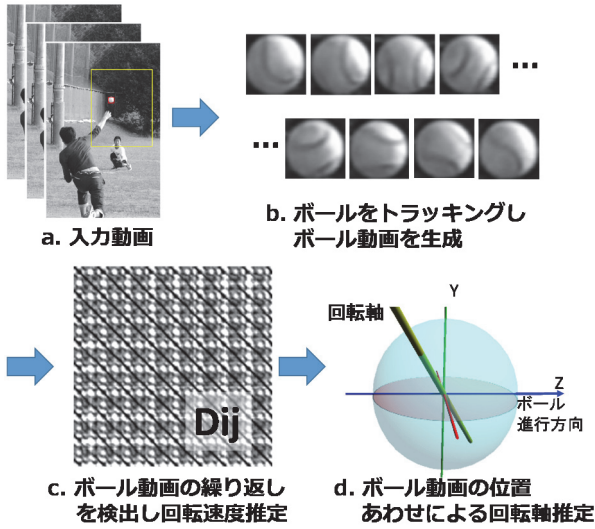 a. 入力動画
b. ボールをトラッキングし
ボール動画を生成
Dij
c. ボール動画の繰り返し
を検出し回転速度推定
Y
回転軸
Z
ボール
進行方向
d. ボール動画の位置
あわせによる回転軸推定